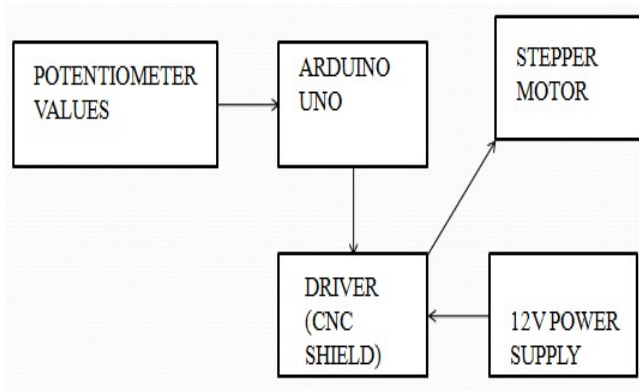 POTENTIOMETER
VALUES
ARDUINO
UNO
STEPPER
MOTOR
DRIVER
(CNC
SHIELD)
12V POWER
SUPPLY